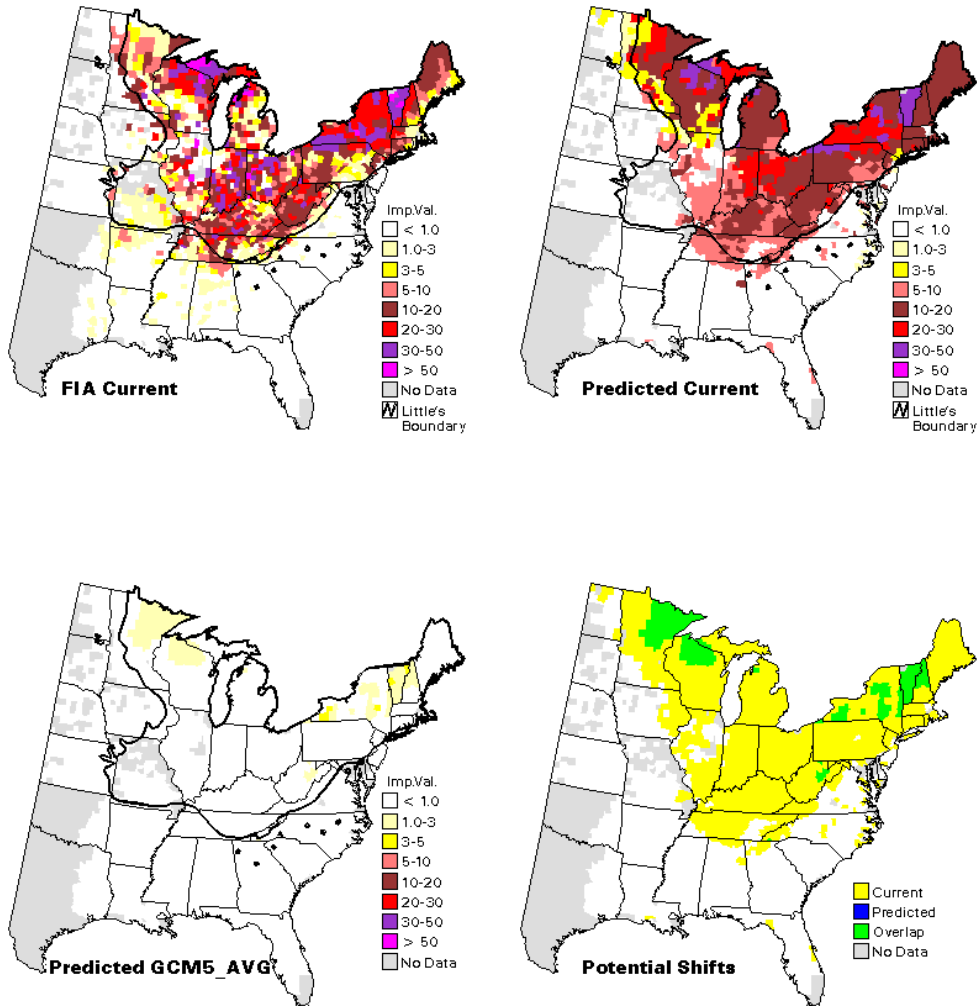 Imp.Val.
< 1.0
1.0-3
3-5
5-10
10-20
20-30
30-50
> 50
No Data
Little's
Boundary
FIA Current
Imp.Val.
< 1.0
1.0-3
3-5
5-10
10-20
20-30
30-50
> 50
No Data
Little's
Boundary
Predicted Current
Imp.Val.
< 1.0
1.0-3
3-5
5-10
10-20
20-30
30-50
> 50
No Data
Predicted GCM5_AVG
Current
Predicted
Overlap
No Data
Potential Shifts